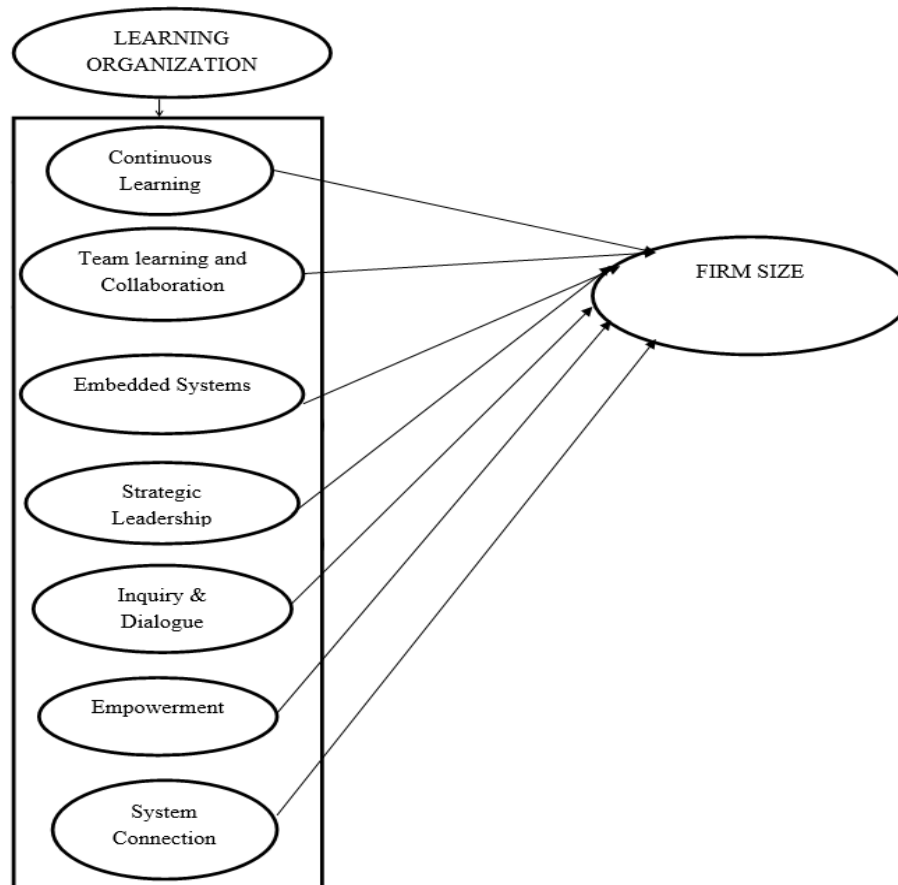 LEARNING
ORGANIZATION
Continuous
Learning
Team learning and
Collaboration
FIRM SIZE
Embedded Systems
Strategic
Leadership
Inquiry &
Dialogue
Empowerment
System
Connection